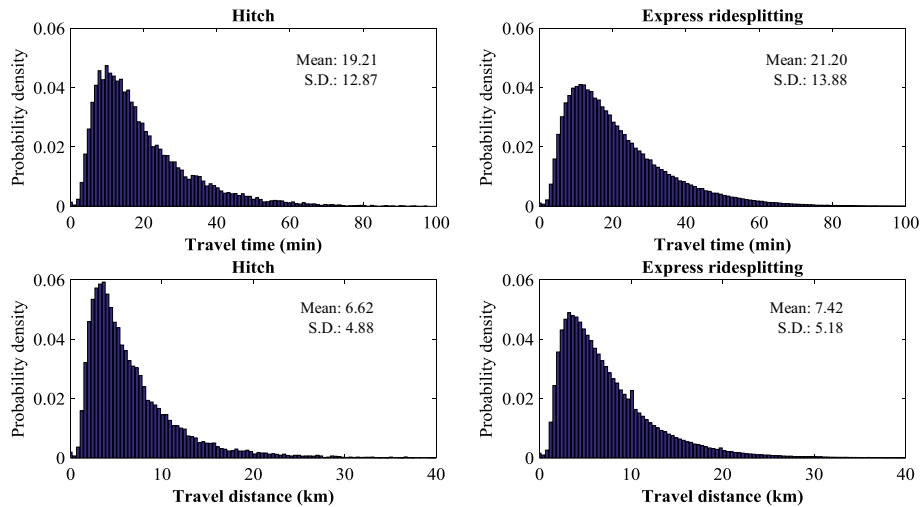 Hitch
Probability density
0.06
0.04
0.02
0
Mean: 19.21
S.D.: 12.87
0 20 40 60 80 100
Travel time (min)
Express ridesplitting
Probability density
0.06
0.04
0.02
0
Mean: 21.20
S.D.: 13.88
0 20 40 60 80 100
Travel time (min)
Hitch
Probability density
0.06
0.04
0.02
0
Mean: 6.62
S.D.: 4.88
0 10 20 30 40
Travel distance (km)
Express ridesplitting
Probability density
0.06
0.04
0.02
0
Mean: 7.42
S.D.: 5.18
0 10 20 30 40
Travel distance (km)